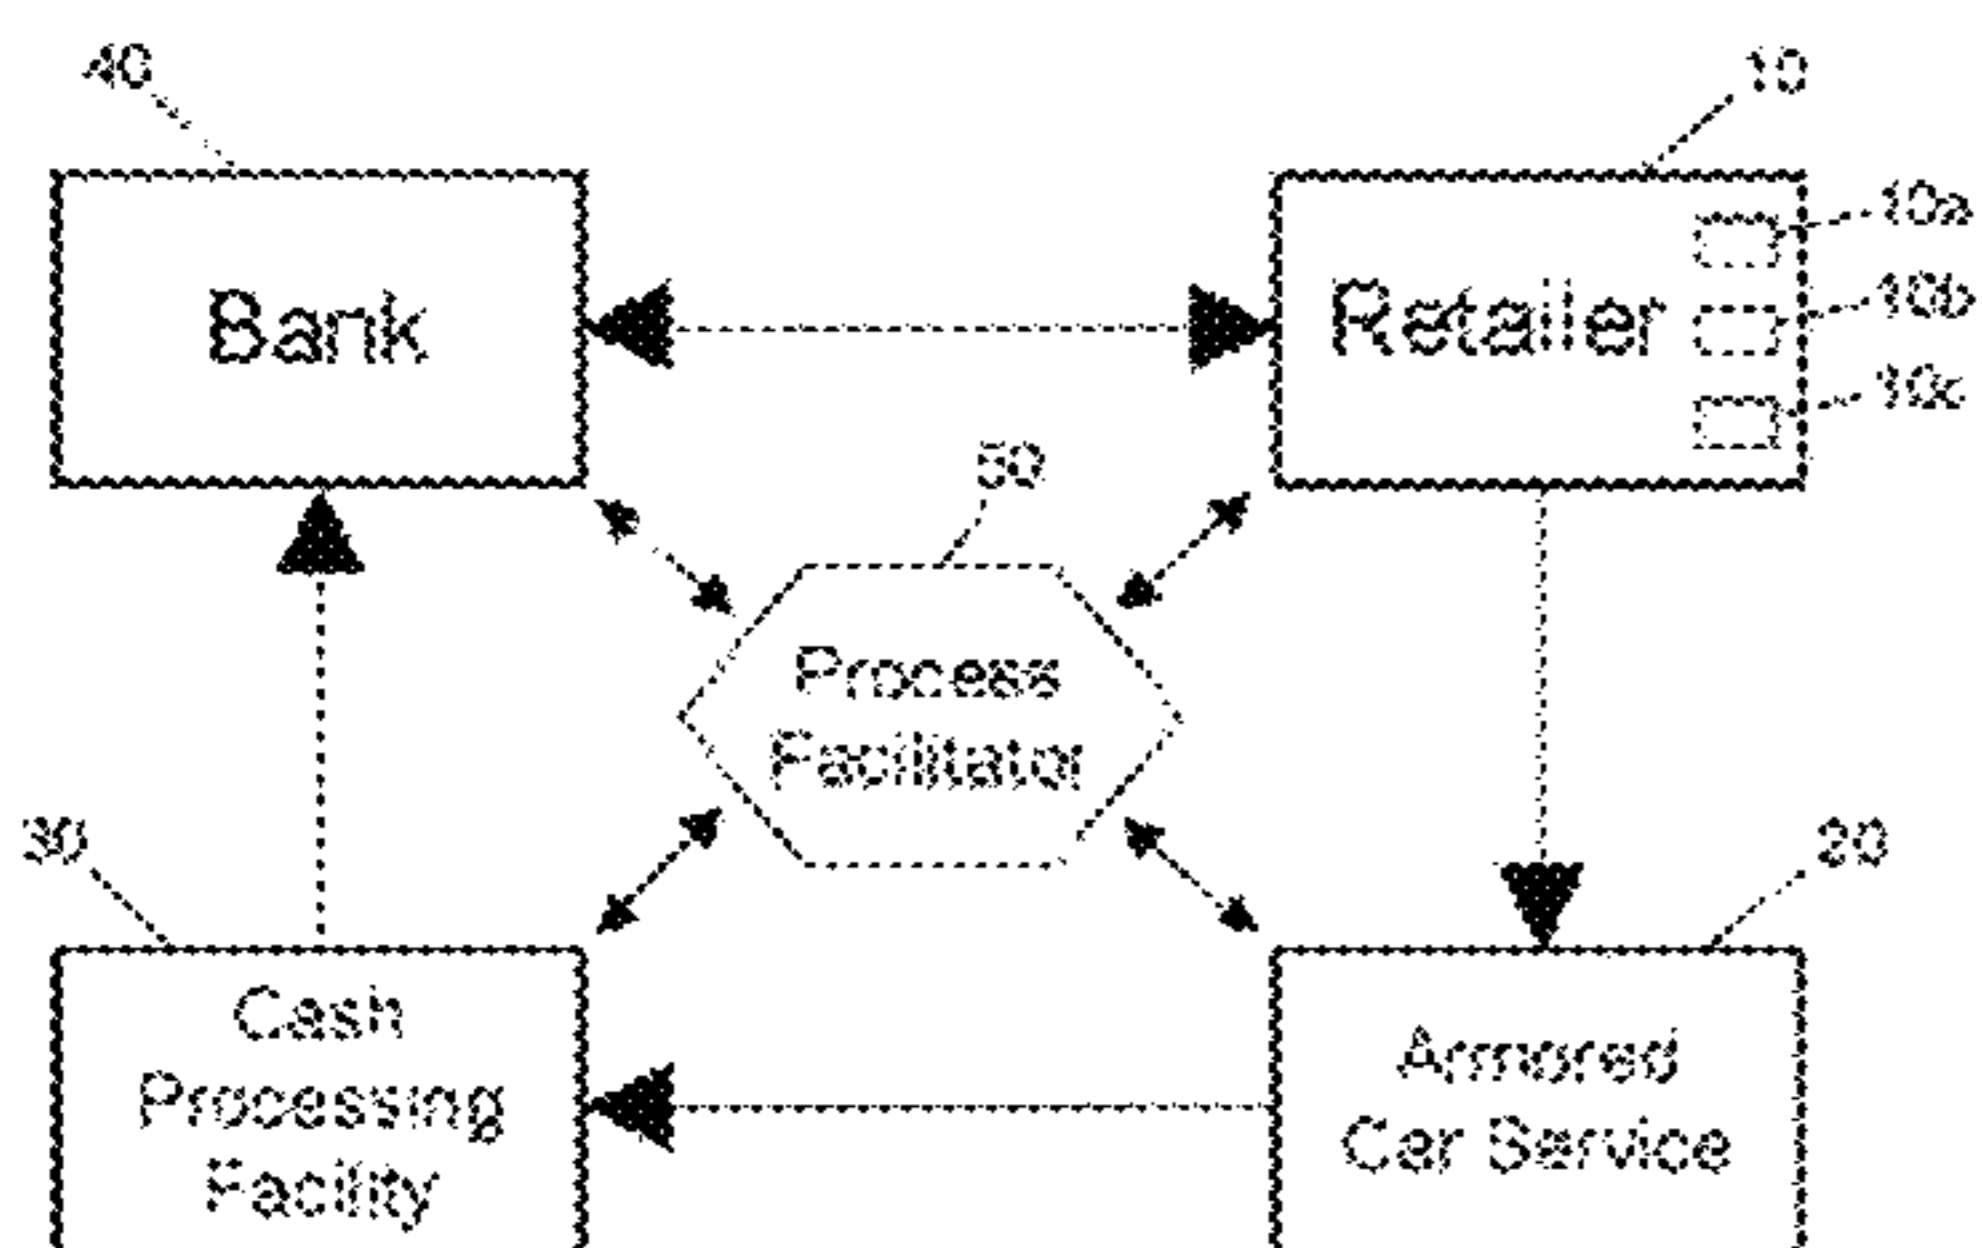 40
10
10a
Bank
Retailer
10b
10c
50
Process
Facilitator
30
20
Cash
Processing
Facility
Armored
Car Service